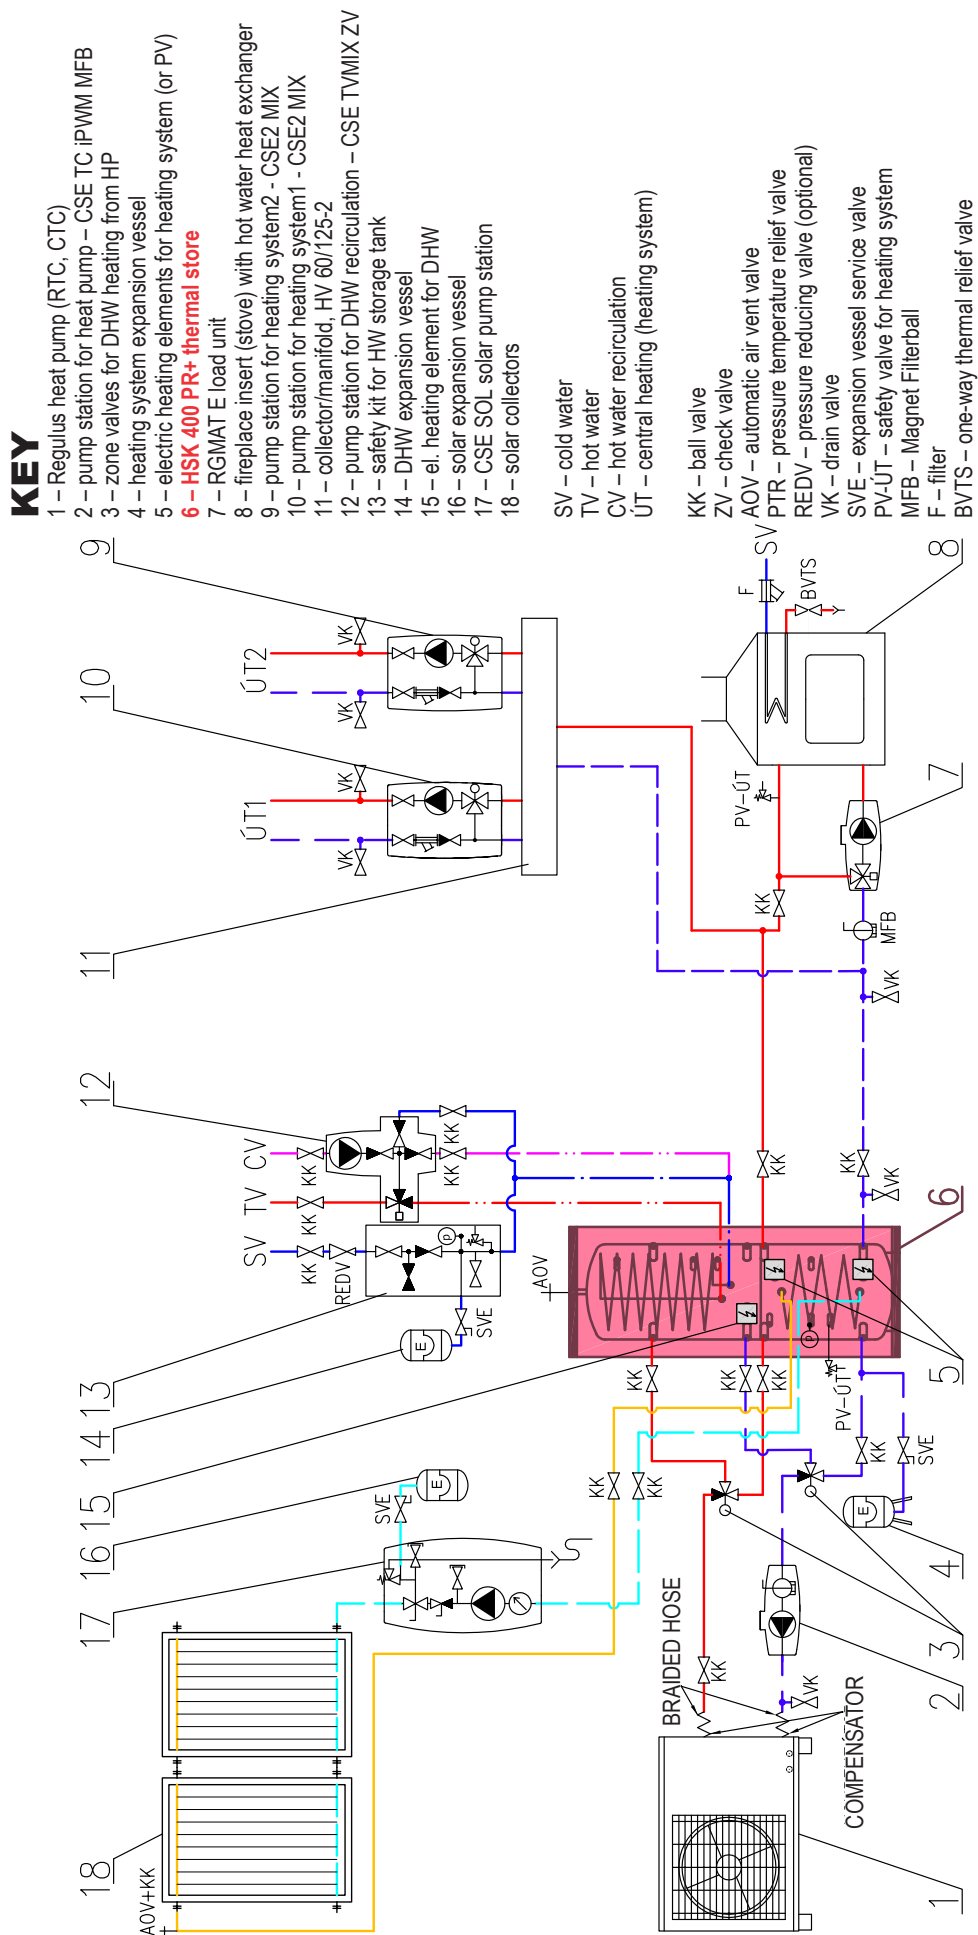 KEY
1 – Regulus heat pump (RTC, CTC)
2 – pump station for heat pump – CSE TC iPWM MFB
3 – zone valves for DHW heating from HP
4 – heating system expansion vessel
5 – electric heating elements for heating system (or PV)
6 – HSK 400 PR+ thermal store
7 – RGMAT E load unit
8 – fireplace insert (stove) with hot water heat exchanger
9 – pump station for heating system2 - CSE2 MIX
10 – pump station for heating system1 - CSE2 MIX
11 – collector/manifold, HV 60/125-2
12 – pump station for DHW recirculation – CSE TVMIX ZV
13 – safety kit for HW storage tank
14 – DHW expansion vessel
15 – el. heating element for DHW
16 – solar expansion vessel
17 – CSE SOL solar pump station
18 – solar collectors
SV – cold water
TV – hot water
CV – hot water recirculation
ÚT – central heating (heating system)
KK – ball valve
ZV – check valve
AOV – automatic air vent valve
PTR – pressure temperature relief valve
REDV – pressure reducing valve (optional)
VK – drain valve
SVE – expansion vessel service valve
PV-ÚT – safety valve for heating system
MFB – Magnet Filterball
F – filter
BVTS – one-way thermal relief valve
18
17
16
15
14
13
12
11
10
9
AOV+KK
SVE
E
E
SVE
SV
TV
CV
KK
REDV
KK
KK
KK
KK
P
ÚT1
ÚT2
VK
VK
VK
VK
AOV
KK
KK
KK
KK
KK
KK
P
PV-ÚT
KK
SVE
E
BRAIDED HOSE
KK
VK
COMPENSATOR
KK
KK
VK
VK
MFB
KK
PV-ÚT
F
SV
BVTS
1
2
3
4
5
6
7
8